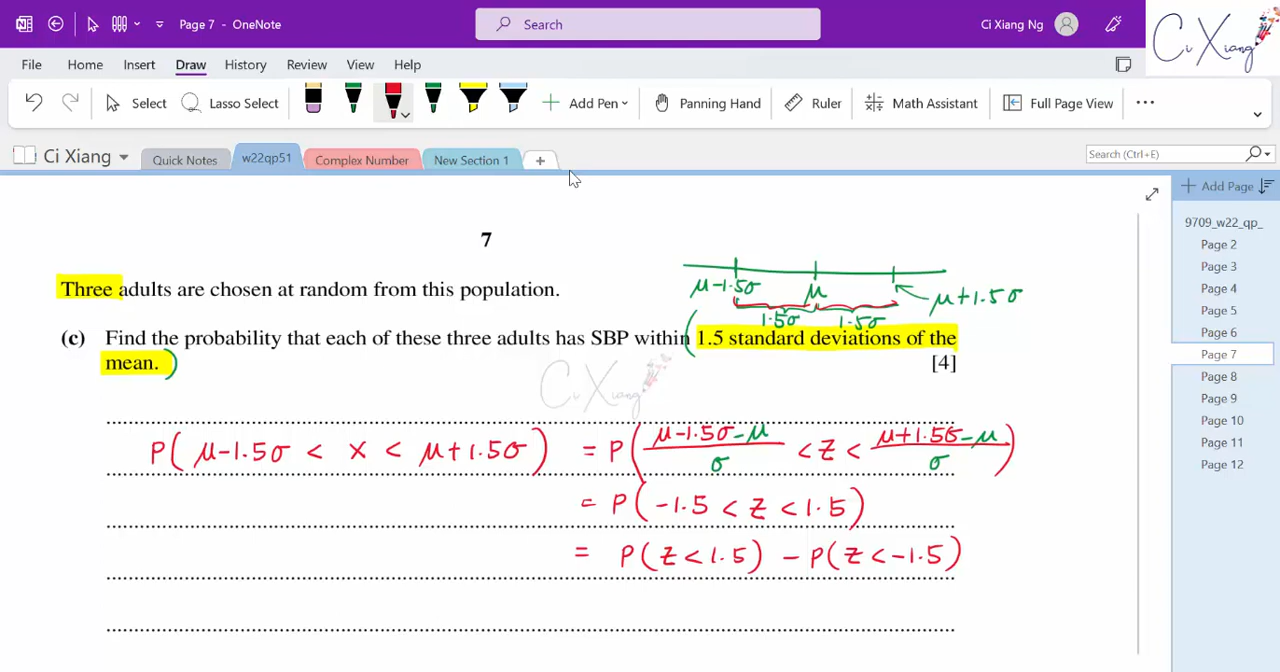 Page 7 - OneNote
Search
Ci Xiang Ng
Ci Xiang
File Home Insert Draw History Review View Help
Select Lasso Select Add Pen Panning Hand Ruler Math Assistant Full Page View
Ci Xiang Quick Notes w22qp51 Complex Number New Section 1 + Search (Ctrl+E)
Add Page
9709_w22_qp_
Page 2
Page 3
Page 4
Page 5
Page 6
Page 7
Page 8
Page 9
Page 10
Page 11
Page 12
7
μ-1.5σ μ μ+1.5σ
1.5σ 1.5σ
Three adults are chosen at random from this population.
(c) Find the probability that each of these three adults has SBP within (1.5 standard deviations of the
mean.) [4]
Ci Xiang
P(μ-1.5σ < X < μ+1.5σ) = P((μ-1.5σ-μ)/σ < Z < (μ+1.5σ-μ)/σ)
= P(-1.5 < Z < 1.5)
= P(Z < 1.5) - P(Z < -1.5)